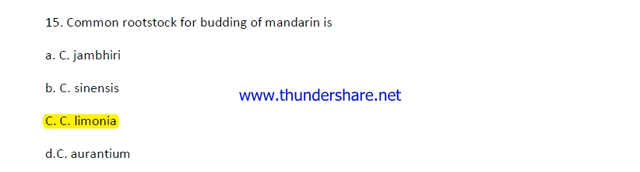 15. Common rootstock for budding of mandarin is
a. C. jambhiri
b. C. sinensis
www.thundershare.net
C. C. limonia
d.C. aurantium